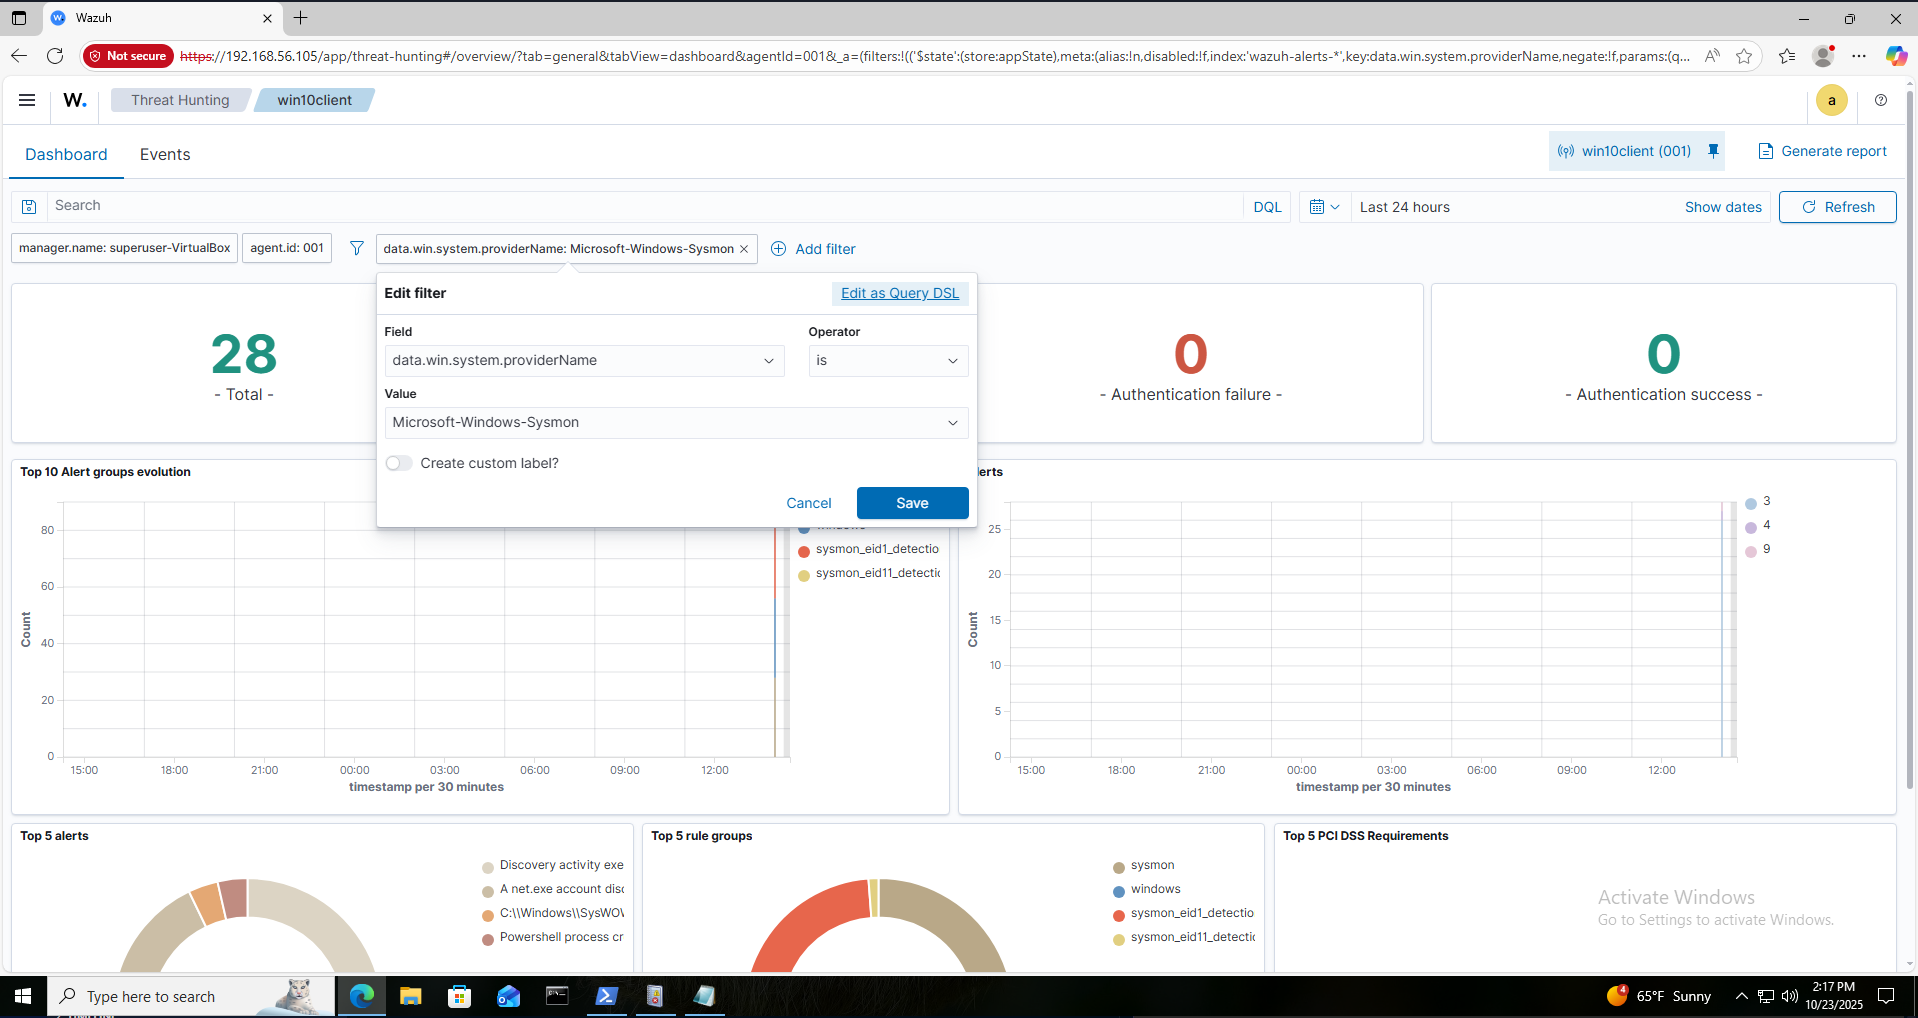 Wazuh
Not secure
https://192.168.56.105/app/threat-hunting#/overview/?tab=general&tabView=dashboard&agentId=001&_a=(filters:!(('$state':(store:appState),meta:(alias:!n,disabled:!f,index:'wazuh-alerts-*',key:data.win.system.providerName,negate:!f,params:(q...
W.
Threat Hunting
win10client
a
Dashboard
Events
win10client (001)
Generate report
Search
DQL
Last 24 hours
Show dates
Refresh
manager.name: superuser-VirtualBox
agent.id: 001
data.win.system.providerName: Microsoft-Windows-Sysmon
Add filter
Edit filter
Edit as Query DSL
Field
Operator
data.win.system.providerName
is
Value
Microsoft-Windows-Sysmon
Create custom label?
Cancel
Save
28
- Total -
0
- Authentication failure -
0
- Authentication success -
Top 10 Alert groups evolution
80
60
40
20
0
Count
15:00 18:00 21:00 00:00 03:00 06:00 09:00 12:00
timestamp per 30 minutes
sysmon_eid1_detectio
sysmon_eid11_detectic
erts
25
20
15
10
5
0
Count
15:00 18:00 21:00 00:00 03:00 06:00 09:00 12:00
timestamp per 30 minutes
3
4
9
Top 5 alerts
Discovery activity exe
A net.exe account disc
C:\\Windows\\SysWOW
Powershell process cr
Top 5 rule groups
sysmon
windows
sysmon_eid1_detectio
sysmon_eid11_detectic
Top 5 PCI DSS Requirements
Activate Windows
Go to Settings to activate Windows.
Type here to search
4
65°F Sunny
2:17 PM
10/23/2025